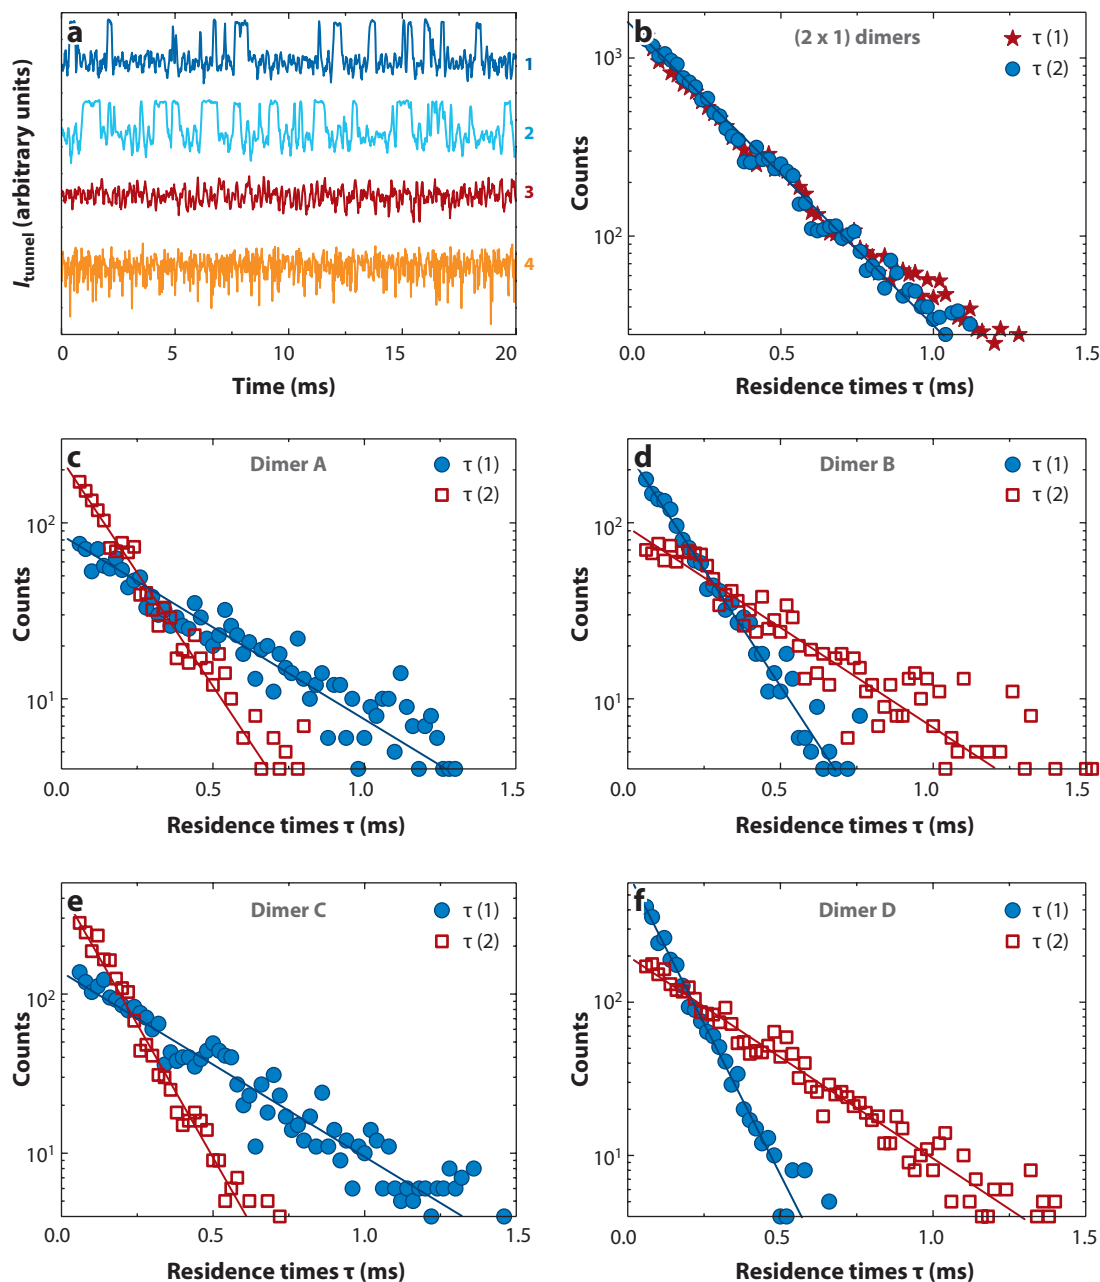 a
1
2
3
4
I tunnel (arbitrary units)
0
5
10
15
20
Time (ms)
b
(2 x 1) dimers
τ (1)
τ (2)
10³
10²
Counts
0.0
0.5
1.0
1.5
Residence times τ (ms)
c
Dimer A
τ (1)
τ (2)
10²
10¹
Counts
0.0
0.5
1.0
1.5
Residence times τ (ms)
d
Dimer B
τ (1)
τ (2)
10²
10¹
Counts
0.0
0.5
1.0
1.5
Residence times τ (ms)
e
Dimer C
τ (1)
τ (2)
10²
10¹
Counts
0.0
0.5
1.0
1.5
Residence times τ (ms)
f
Dimer D
τ (1)
τ (2)
10²
10¹
Counts
0.0
0.5
1.0
1.5
Residence times τ (ms)